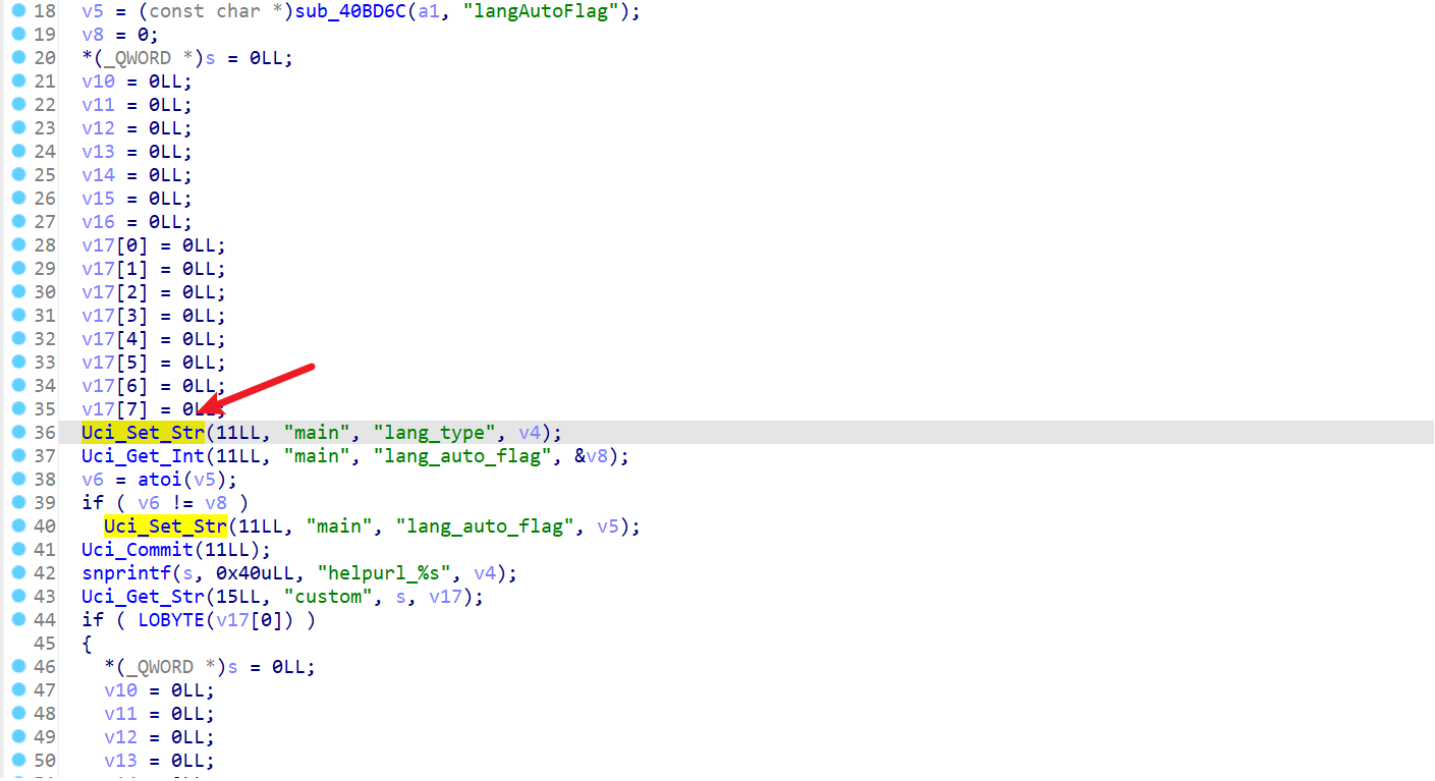 18 v5 = (const char *)sub_40BD6C(a1, "langAutoFlag");
19 v8 = 0;
20 *(_QWORD *)s = 0LL;
21 v10 = 0LL;
22 v11 = 0LL;
23 v12 = 0LL;
24 v13 = 0LL;
25 v14 = 0LL;
26 v15 = 0LL;
27 v16 = 0LL;
28 v17[0] = 0LL;
29 v17[1] = 0LL;
30 v17[2] = 0LL;
31 v17[3] = 0LL;
32 v17[4] = 0LL;
33 v17[5] = 0LL;
34 v17[6] = 0LL;
35 v17[7] = 0LL;
36 Uci_Set_Str(11LL, "main", "lang_type", v4);
37 Uci_Get_Int(11LL, "main", "lang_auto_flag", &v8);
38 v6 = atoi(v5);
39 if ( v6 != v8 )
40 Uci_Set_Str(11LL, "main", "lang_auto_flag", v5);
41 Uci_Commit(11LL);
42 snprintf(s, 0x40uLL, "helpurl_%s", v4);
43 Uci_Get_Str(15LL, "custom", s, v17);
44 if ( LOBYTE(v17[0]) )
45 {
46 *(_QWORD *)s = 0LL;
47 v10 = 0LL;
48 v11 = 0LL;
49 v12 = 0LL;
50 v13 = 0LL;